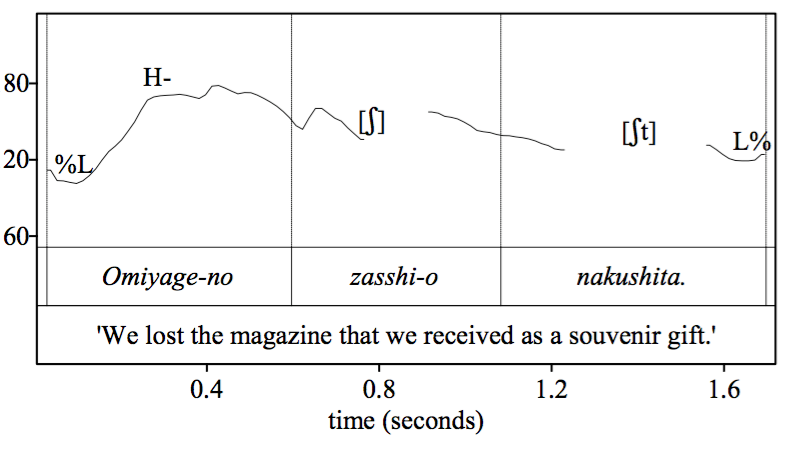 80
H-
[ʃ]
[ʃt]
L%
20
%L
60
Omiyage-no zasshi-o nakushita.
'We lost the magazine that we received as a souvenir gift.'
0.4 0.8 1.2 1.6
time (seconds)